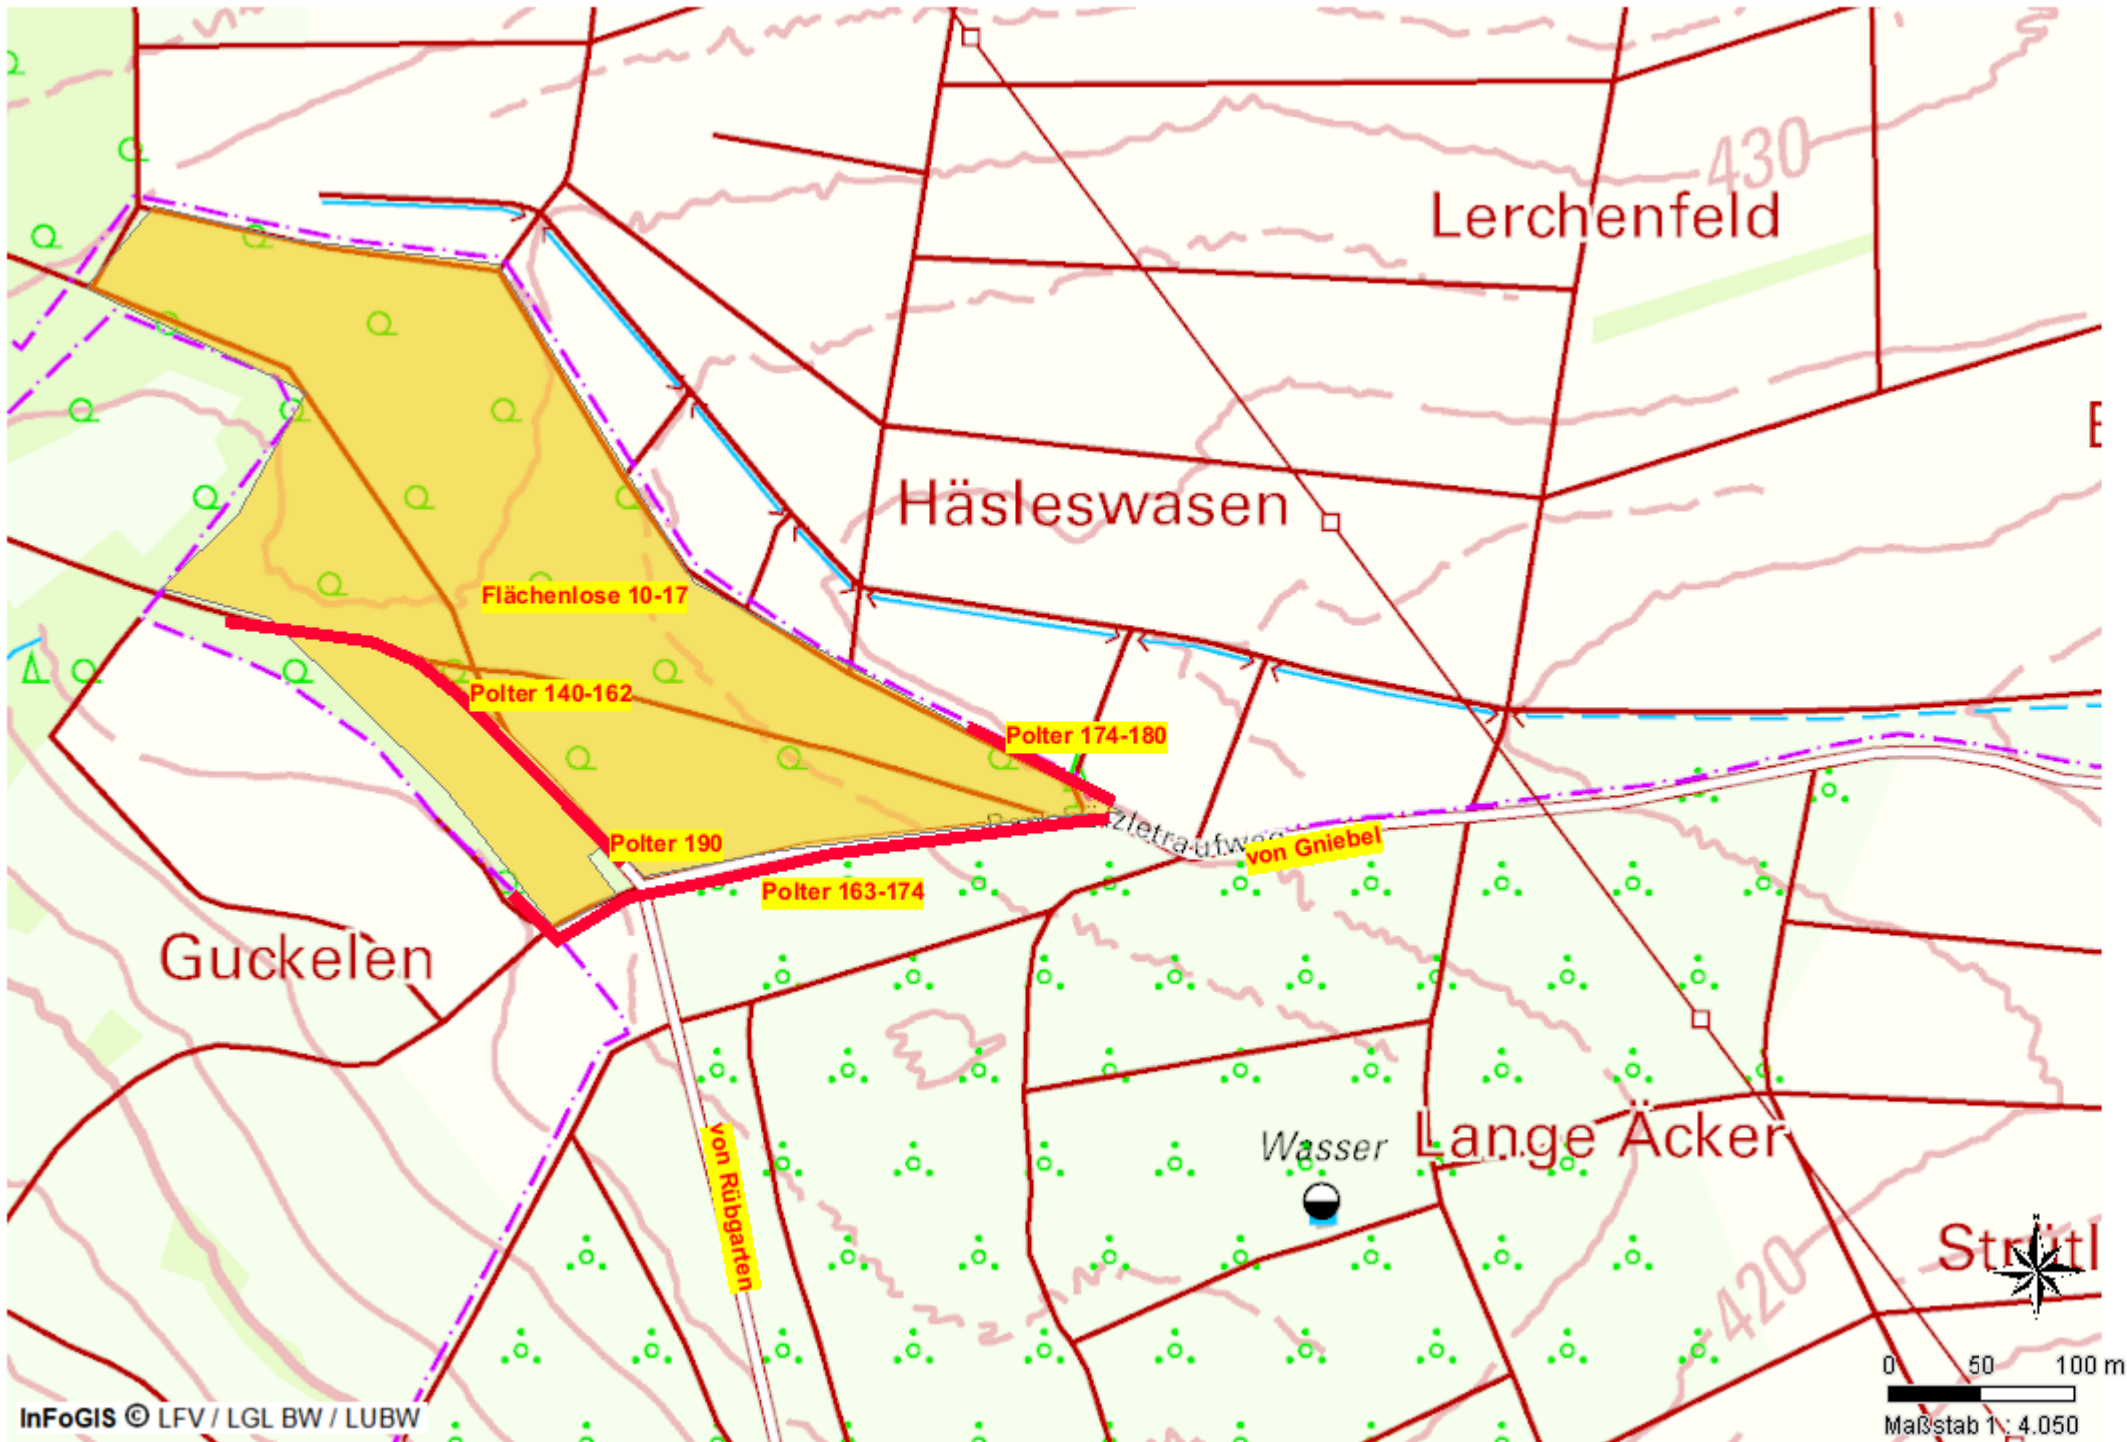 430
Lerchenfeld
Häsleswasen
Flächenlose 10-17
Polter 140-162
Polter 174-180
Polter 190
von Gniebel
Polter 163-174
Guckelen
von Rübgarten
Wasser
Lange Äcker
420
0 50 100 m
Maßstab 1 : 4.050
InFoGIS © LFV / LGL BW / LUBW